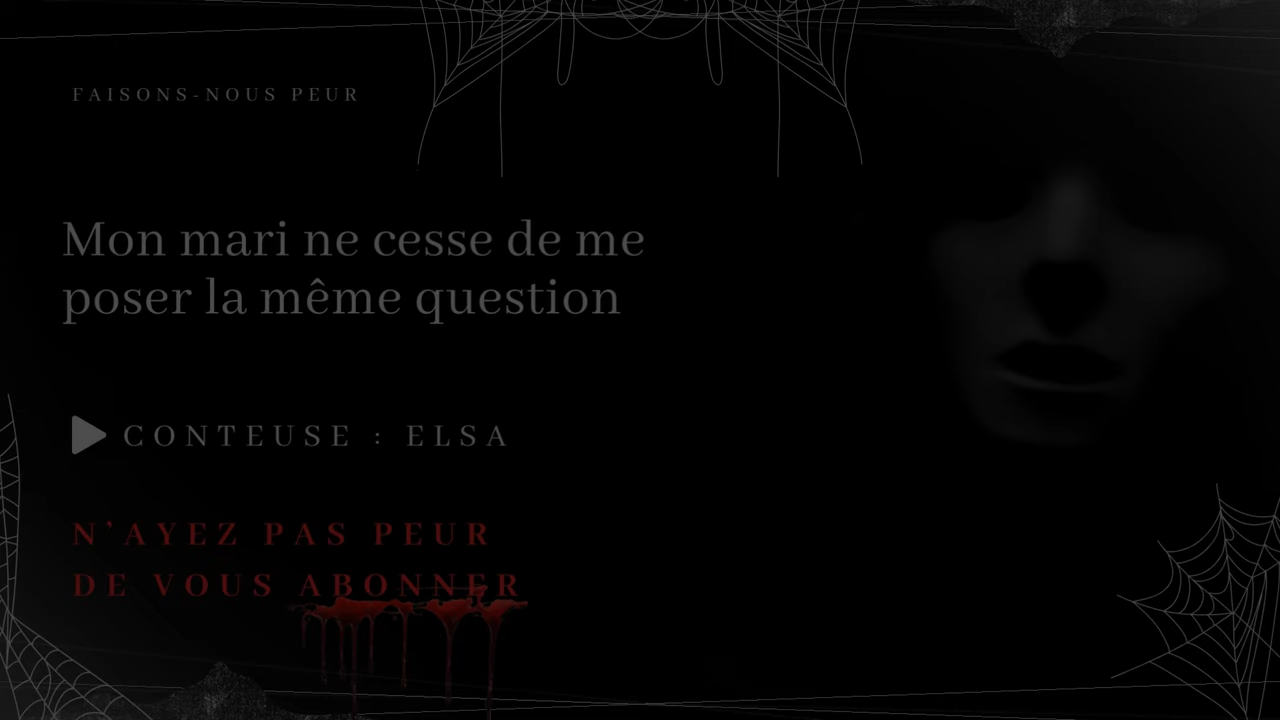 FAISONS-NOUS PEUR
Mon mari ne cesse de me
poser la même question
CONTEUSE : ELSA
N'AYEZ PAS PEUR
DE VOUS ABONNER